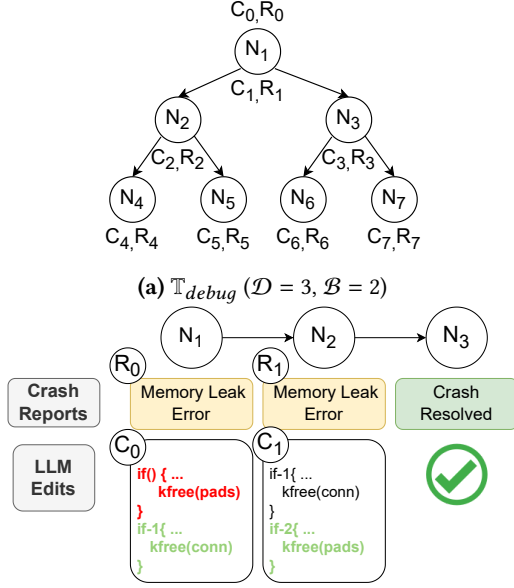 C0,R0
N1
C1,R1
N2
N3
C2,R2
C3,R3
N4
N5
N6
N7
C4,R4
C5,R5
C6,R6
C7,R7
(a) 𝕋debug (𝒟 = 3, ℬ = 2)
N1
N2
N3
R0
R1
Crash
Reports
Memory Leak
Error
Memory Leak
Error
Crash
Resolved
LLM
Edits
C0
if() { ...
kfree(pads)
}
if-1{ ...
kfree(conn)
}
C1
if-1{ ...
kfree(conn)
}
if-2{ ...
kfree(pads)
}